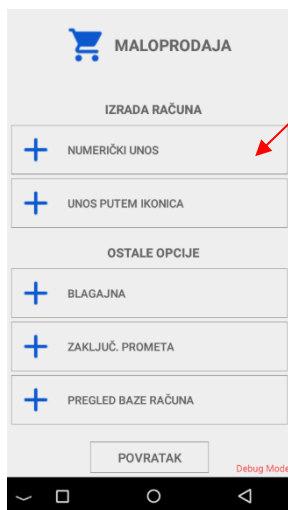 MALOPRODAJA
IZRADA RAČUNA
NUMERIČKI UNOS
UNOS PUTEM IKONICA
OSTALE OPCIJE
BLAGAJNA
ZAKLJUČ. PROMETA
PREGLED BAZE RAČUNA
POVRATAK
Debug Mode